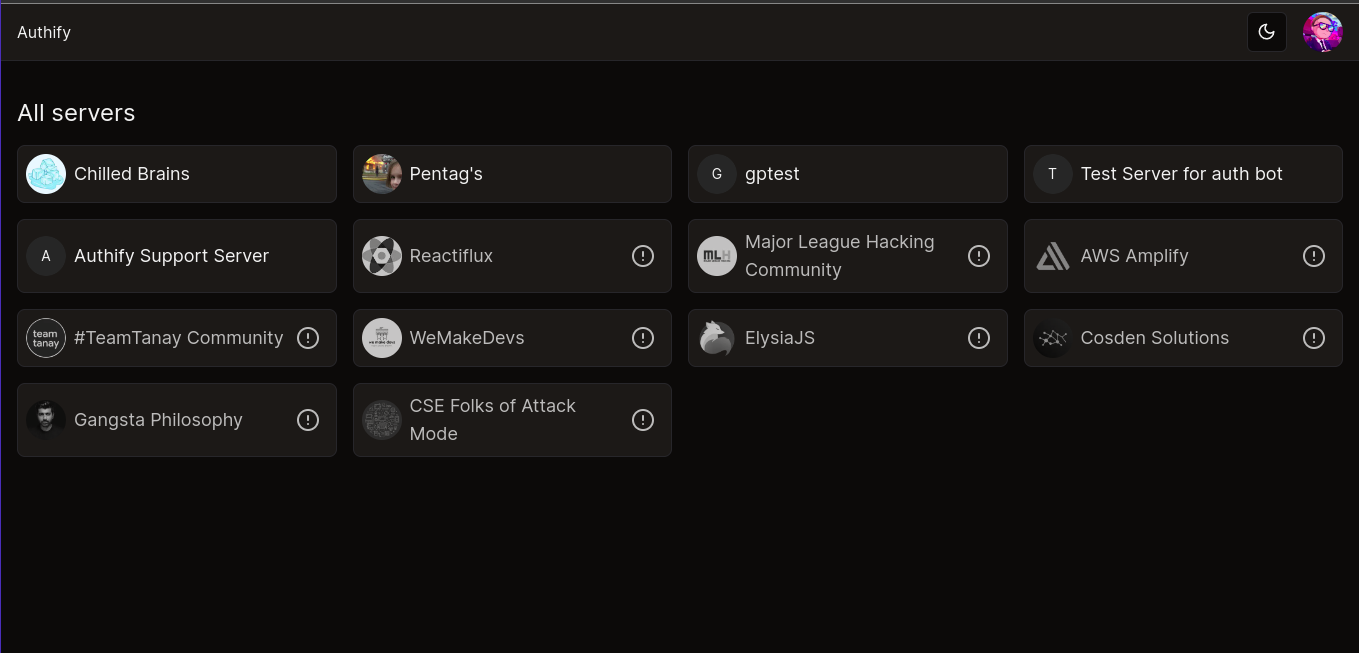 Authify
All servers
Chilled Brains
Pentag's
G
gptest
T
Test Server for auth bot
A
Authify Support Server
Reactiflux
MLH
Major League Hacking
Community
AWS Amplify
team
tanay
#TeamTanay Community
WeMakeDevs
ElysiaJS
Cosden Solutions
Gangsta Philosophy
CSE Folks of Attack
Mode